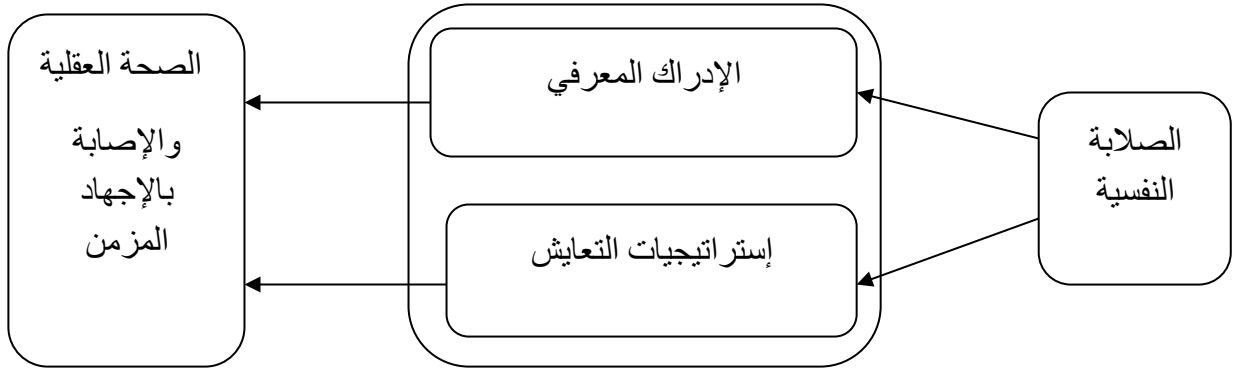 الصلابة
النفسية
الإدراك المعرفي
إستراتيجيات التعايش
الصحة العقلية
والإصابة
بالإجهاد
المزمن